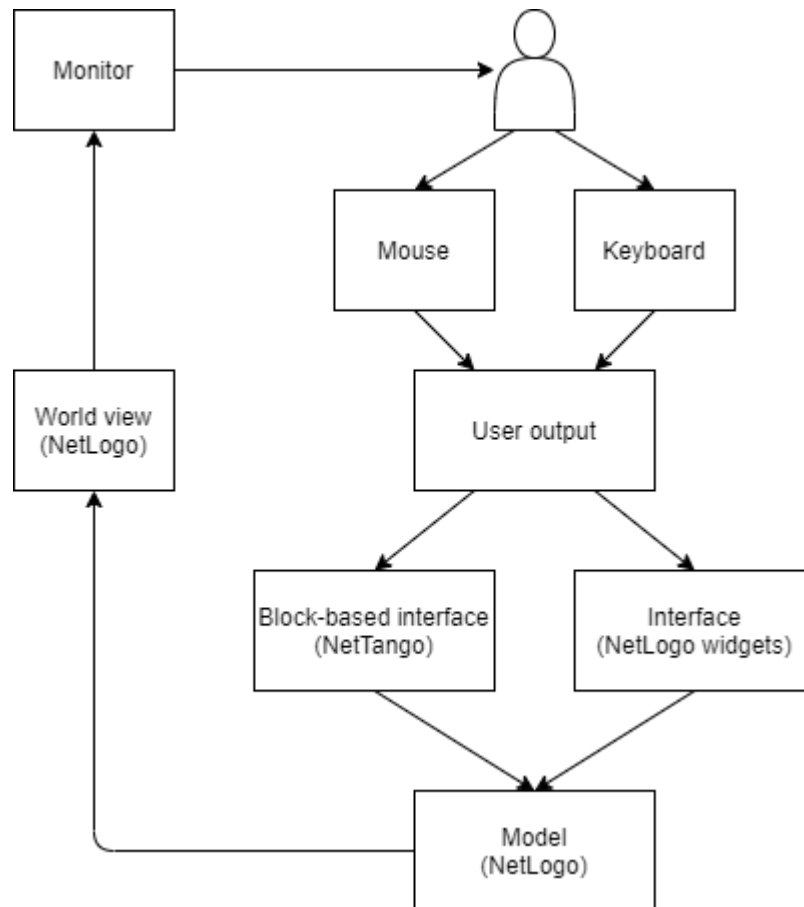 Monitor
Mouse
Keyboard
World view
(NetLogo)
User output
Block-based interface
(NetTango)
Interface
(NetLogo widgets)
Model
(NetLogo)